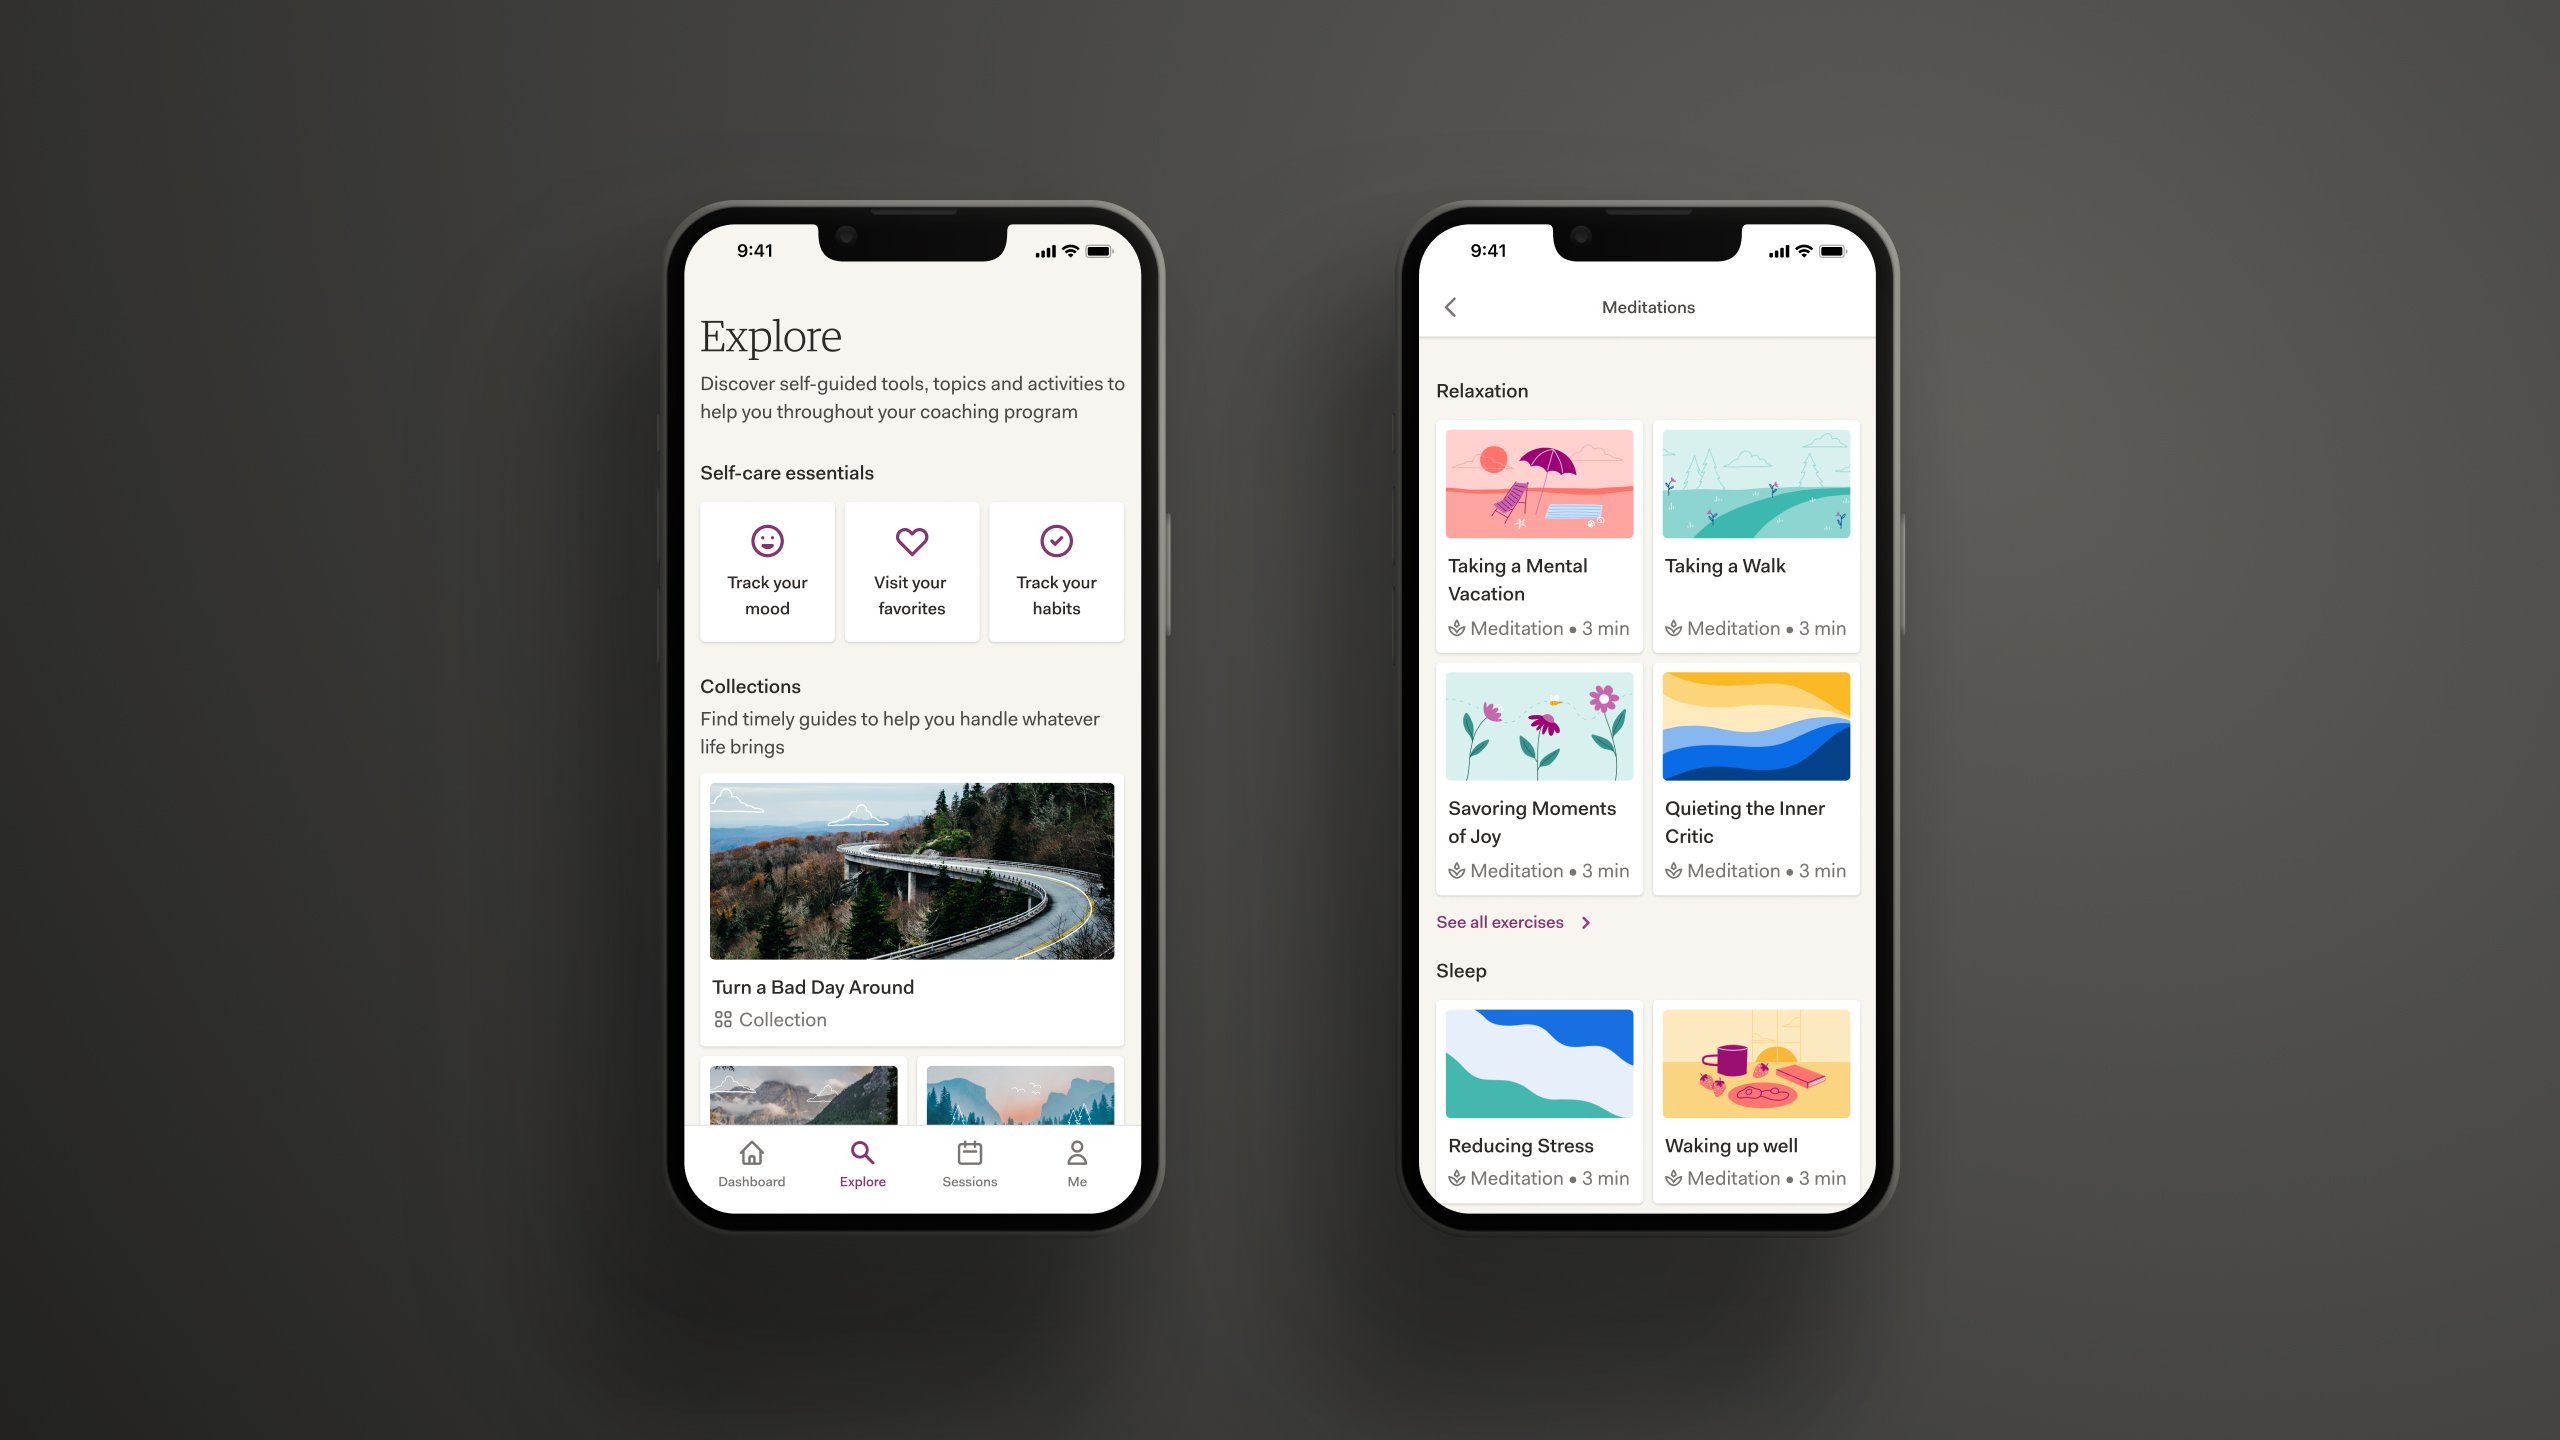 9:41
Explore
Discover self-guided tools, topics and activities to
help you throughout your coaching program
Self-care essentials
Track your
mood
Visit your
favorites
Track your
habits
Collections
Find timely guides to help you handle whatever
life brings
Turn a Bad Day Around
Collection
Dashboard
Explore
Sessions
Me
9:41
Meditations
Relaxation
Taking a Mental
Vacation
Meditation • 3 min
Taking a Walk
Meditation • 3 min
Savoring Moments
of Joy
Meditation • 3 min
Quieting the Inner
Critic
Meditation • 3 min
See all exercises
Sleep
Reducing Stress
Meditation • 3 min
Waking up well
Meditation • 3 min